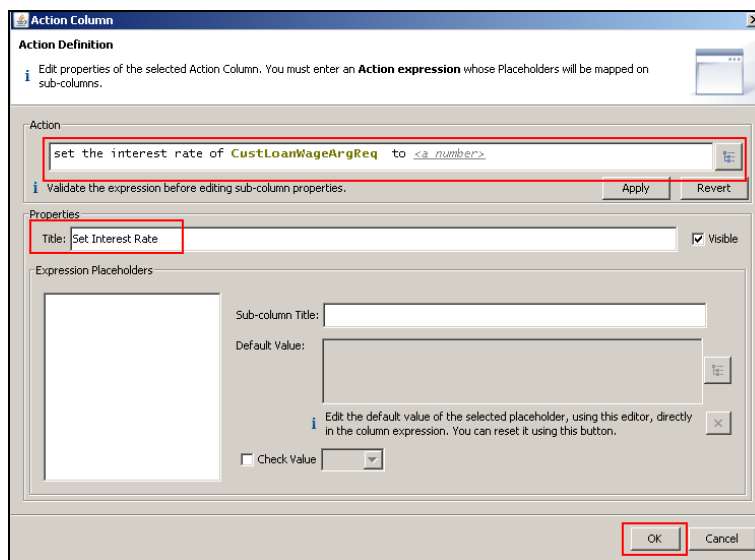 Action Column
Action Definition
Edit properties of the selected Action Column. You must enter an Action expression whose Placeholders will be mapped on
sub-columns.
Action
set the interest rate of CustLoanWageArgReq to <a number>
Validate the expression before editing sub-column properties.
Apply
Revert
Properties
Title: Set Interest Rate
Visible
Expression Placeholders
Sub-column Title:
Default Value:
Edit the default value of the selected placeholder, using this editor, directly
in the column expression. You can reset it using this button.
Check Value
OK
Cancel